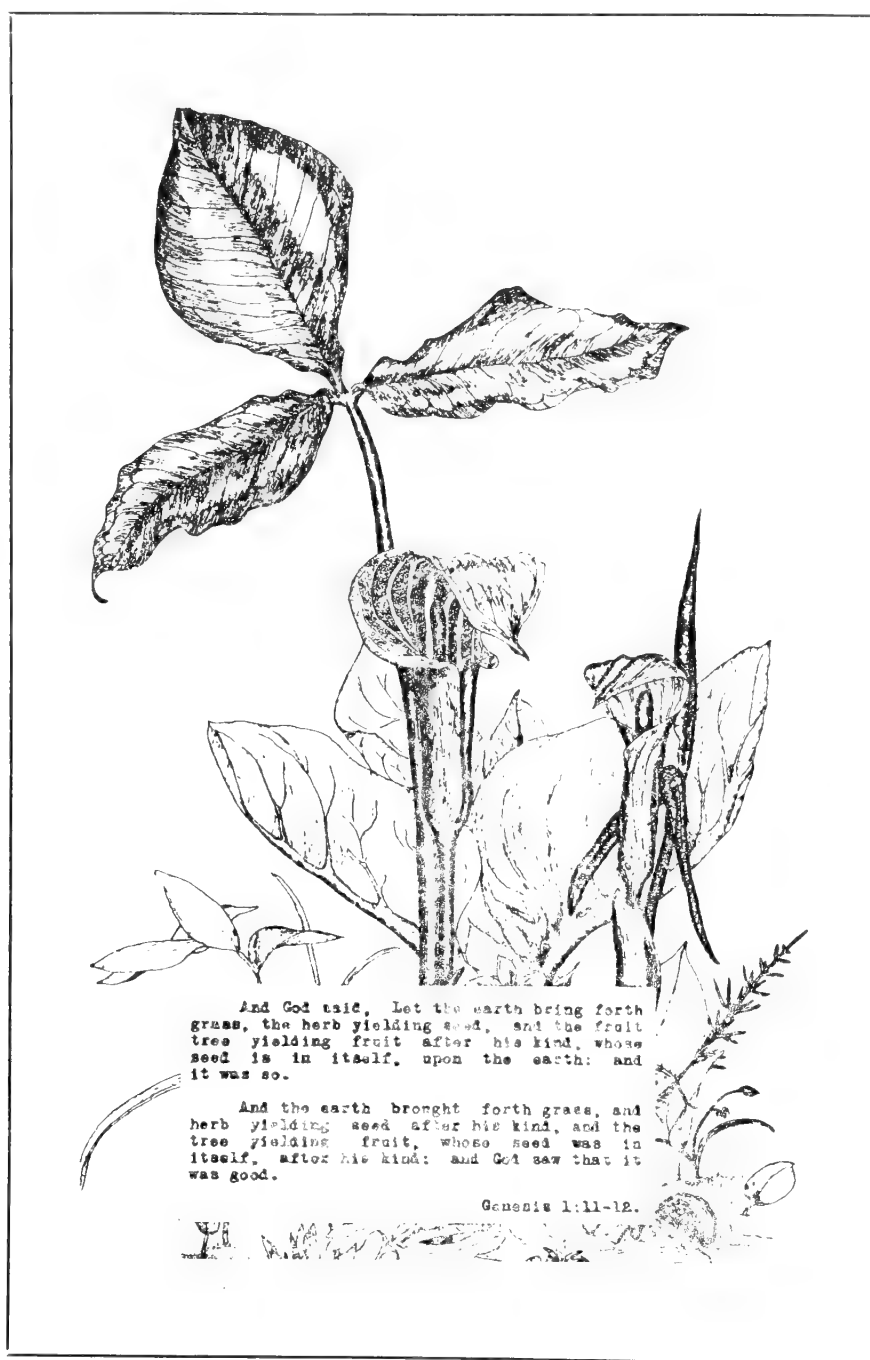 And God said, Let the earth bring forth
grass, the herb yielding seed, and the fruit
tree yielding fruit after his kind, whose
seed is in itself, upon the earth: and
it was so.
And the earth brought forth grass, and
herb yielding seed after his kind, and the
tree yielding fruit, whose seed was in
itself, after his kind: and God saw that it
was good.
Genesis 1:11-12.